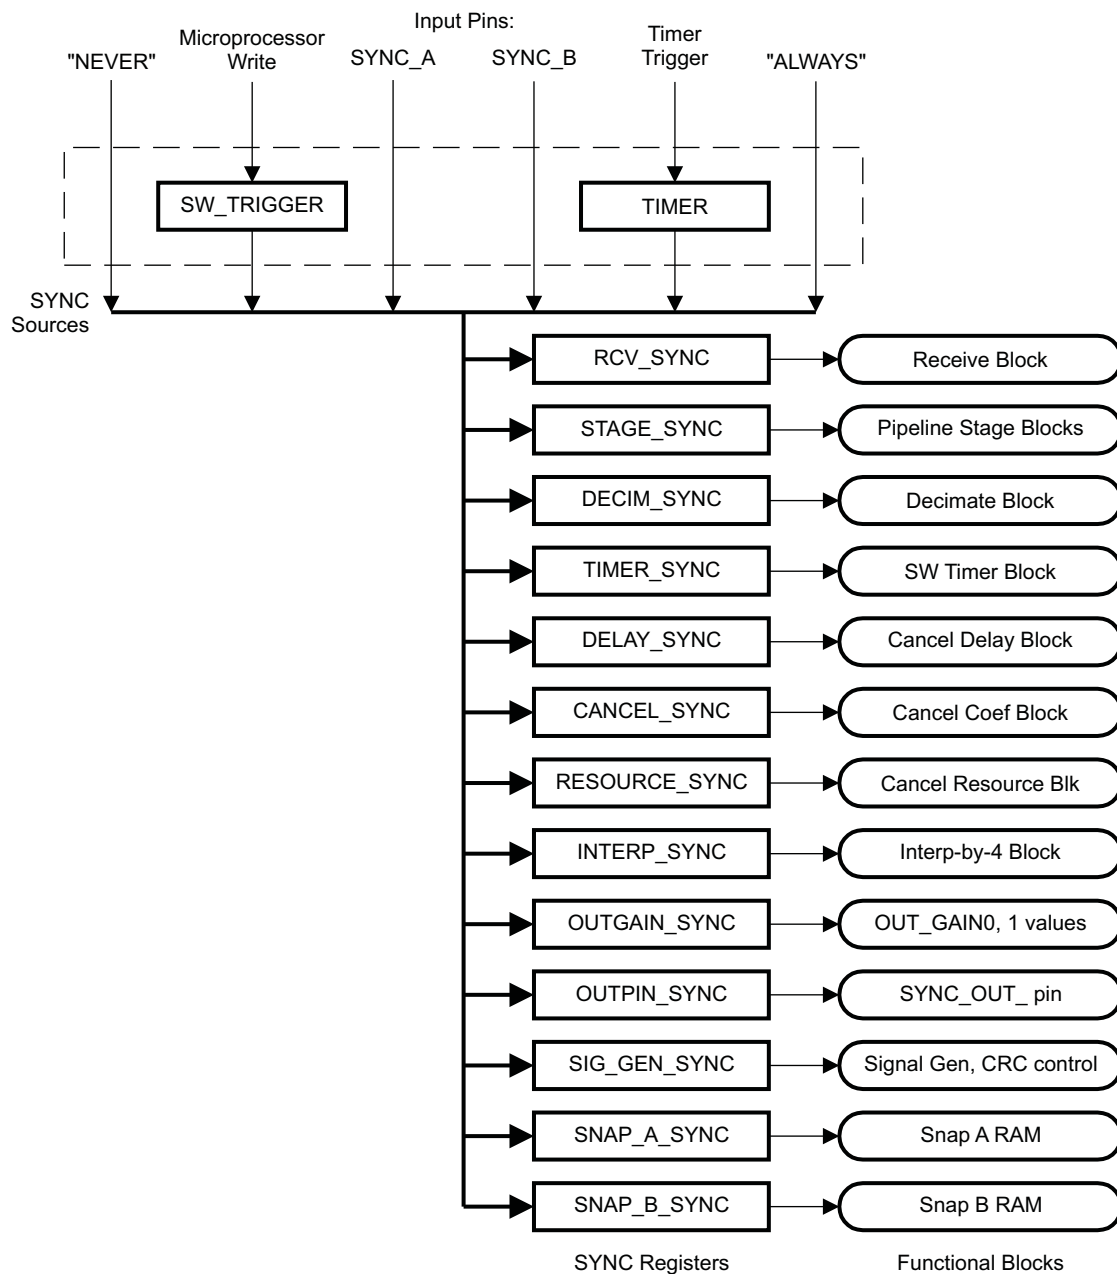 Input Pins:
"NEVER"
Microprocessor
Write
SYNC_A
SYNC_B
Timer
Trigger
"ALWAYS"
SW_TRIGGER
TIMER
SYNC
Sources
RCV_SYNC
Receive Block
STAGE_SYNC
Pipeline Stage Blocks
DECIM_SYNC
Decimate Block
TIMER_SYNC
SW Timer Block
DELAY_SYNC
Cancel Delay Block
CANCEL_SYNC
Cancel Coef Block
RESOURCE_SYNC
Cancel Resource Blk
INTERP_SYNC
Interp-by-4 Block
OUTGAIN_SYNC
OUT_GAIN0, 1 values
OUTPIN_SYNC
SYNC_OUT_ pin
SIG_GEN_SYNC
Signal Gen, CRC control
SNAP_A_SYNC
Snap A RAM
SNAP_B_SYNC
Snap B RAM
SYNC Registers
Functional Blocks